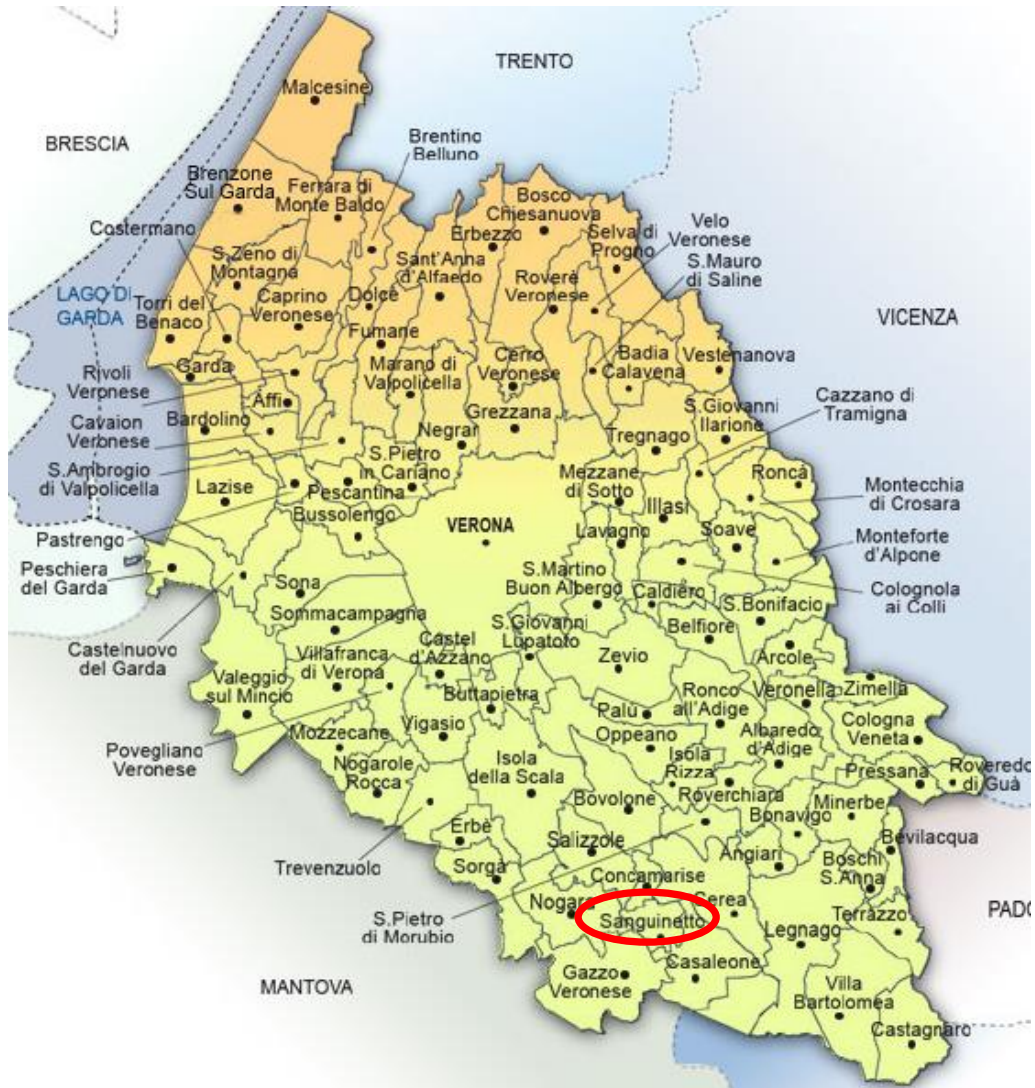 TRENTO
Malcesine
BRESCIA
Brentino
Belluno
Brenzone
Sul Garda
Ferrara di
Monte Baldo
Bosco
Chiesanuova
Costermano
Erbezzo
Selva di
Progno
Velo
Veronese
S.Zeno di
Montagna
Sant'Anna
d'Alfaedo
S.Mauro
di Saline
LAGO DI
GARDA
Torri del
Benaco
Caprino
Veronese
Dolcè
Roverè
Veronese
VICENZA
Fumane
Rivoli
Veronese
Garda
Marano di
Valpolicella
Cerro
Veronese
Badia
Calavena
Vestenanova
Cazzano di
Tramigna
Affi
Cavaion
Veronese
Bardolino
Grezzana
S.Giovanni
Ilarione
Negrar
Tregnago
S.Ambrogio
di Valpolicella
S.Pietro
in Cariano
Lazise
Pescantina
Mezzane
di Sotto
Roncà
Montecchia
di Crosara
Bussolengo
Illasi
VERONA
Pastrengo
Lavagno
Soave
Monteforte
d'Alpone
Peschiera
del Garda
Sona
S.Martino
Buon Albergo
Caldiero
Colognola
ai Colli
Sommacampagna
S.Bonifacio
Castelnuovo
del Garda
Castel
d'Azzano
S.Giovanni
Lupatoto
Belfiore
Villafranca
di Verona
Zevio
Arcole
Valeggio
sul Mincio
Buttapietra
Ronco
all'Adige
Veronella
Zimella
Palù
Povegliano
Veronese
Mozzecane
Vigasio
Oppeano
Albaredo
d'Adige
Cologna
Veneta
Nogarole
Rocca
Isola
della Scala
Isola
Rizza
Pressana
Roveredo
di Guà
Bovolone
Roverchiara
Bonavigo
Minerbe
Trevenzuolo
Erbè
Salizzole
Bevilacqua
Sorgà
Angiari
Boschi
S.Anna
Concamarise
S.Pietro
di Morubio
Nogara
Sanguinetto
Cerea
Terrazzo
PADO
Legnago
MANTOVA
Gazzo
Veronese
Casaleone
Villa
Bartolomea
Castagnaro